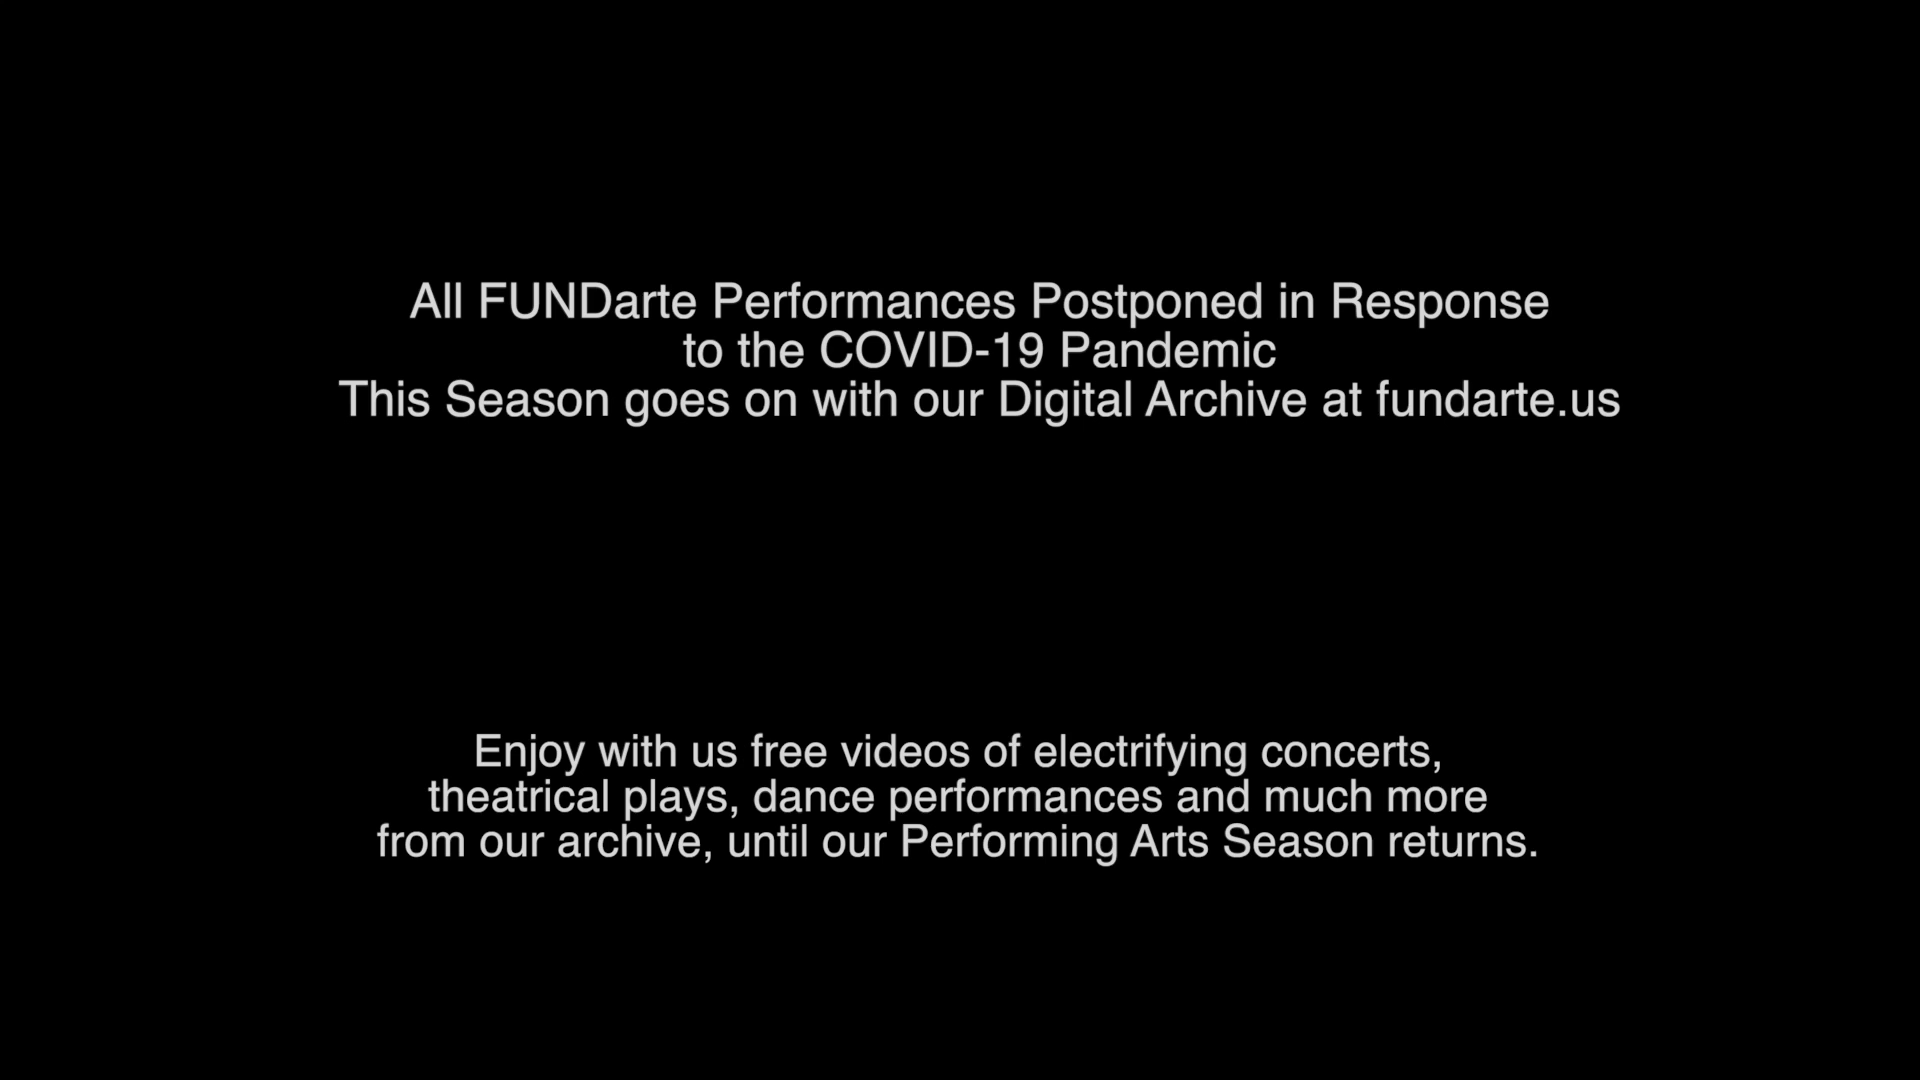 All FUNDarte Performances Postponed in Response
to the COVID-19 Pandemic
This Season goes on with our Digital Archive at fundarte.us
Enjoy with us free videos of electrifying concerts,
theatrical plays, dance performances and much more
from our archive, until our Performing Arts Season returns.